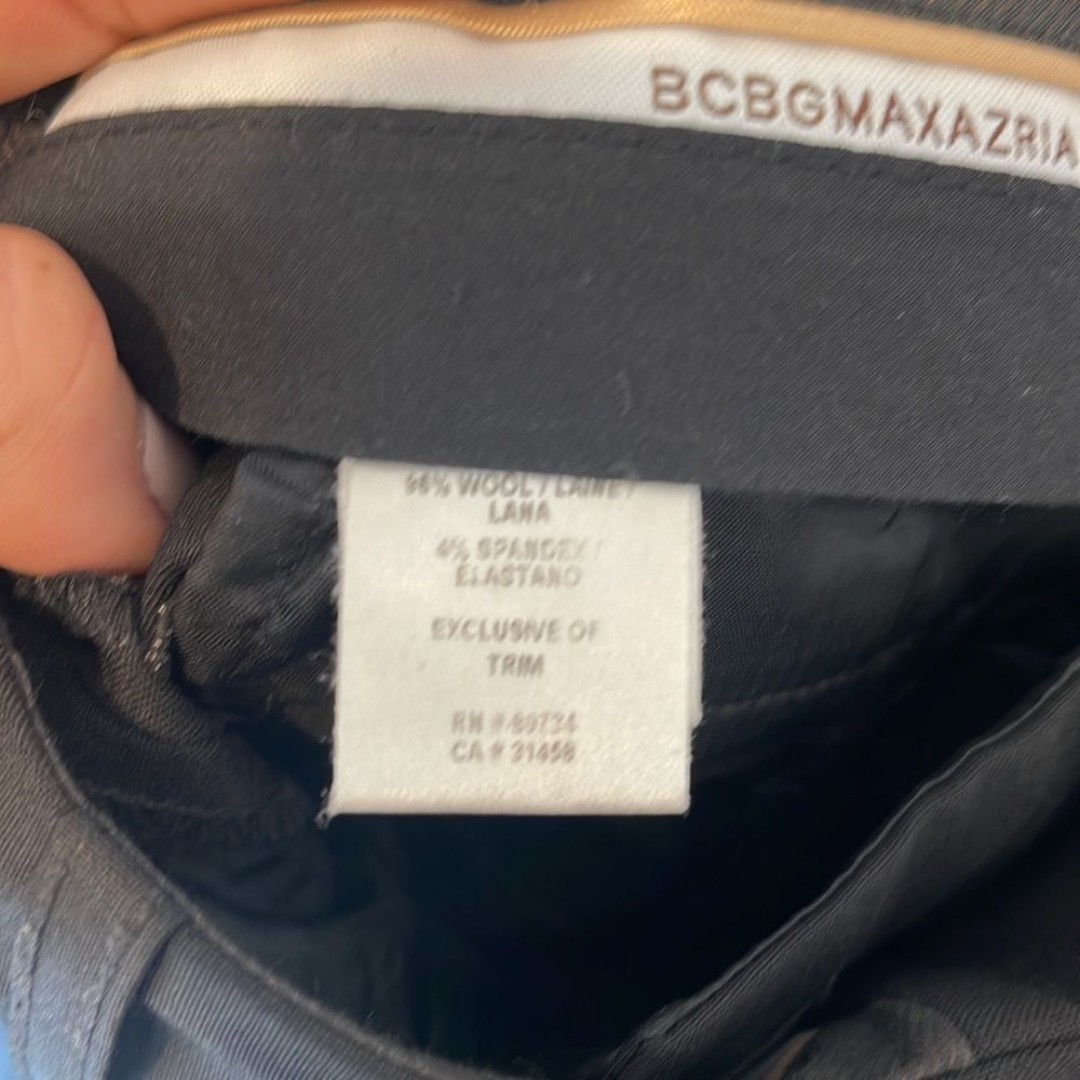 BCBGMAXAZRIA
96% WOOL / LAINE /
LANA
4% SPANDEX /
ELASTANO
EXCLUSIVE OF
TRIM
RN # 89734
CA # 31458